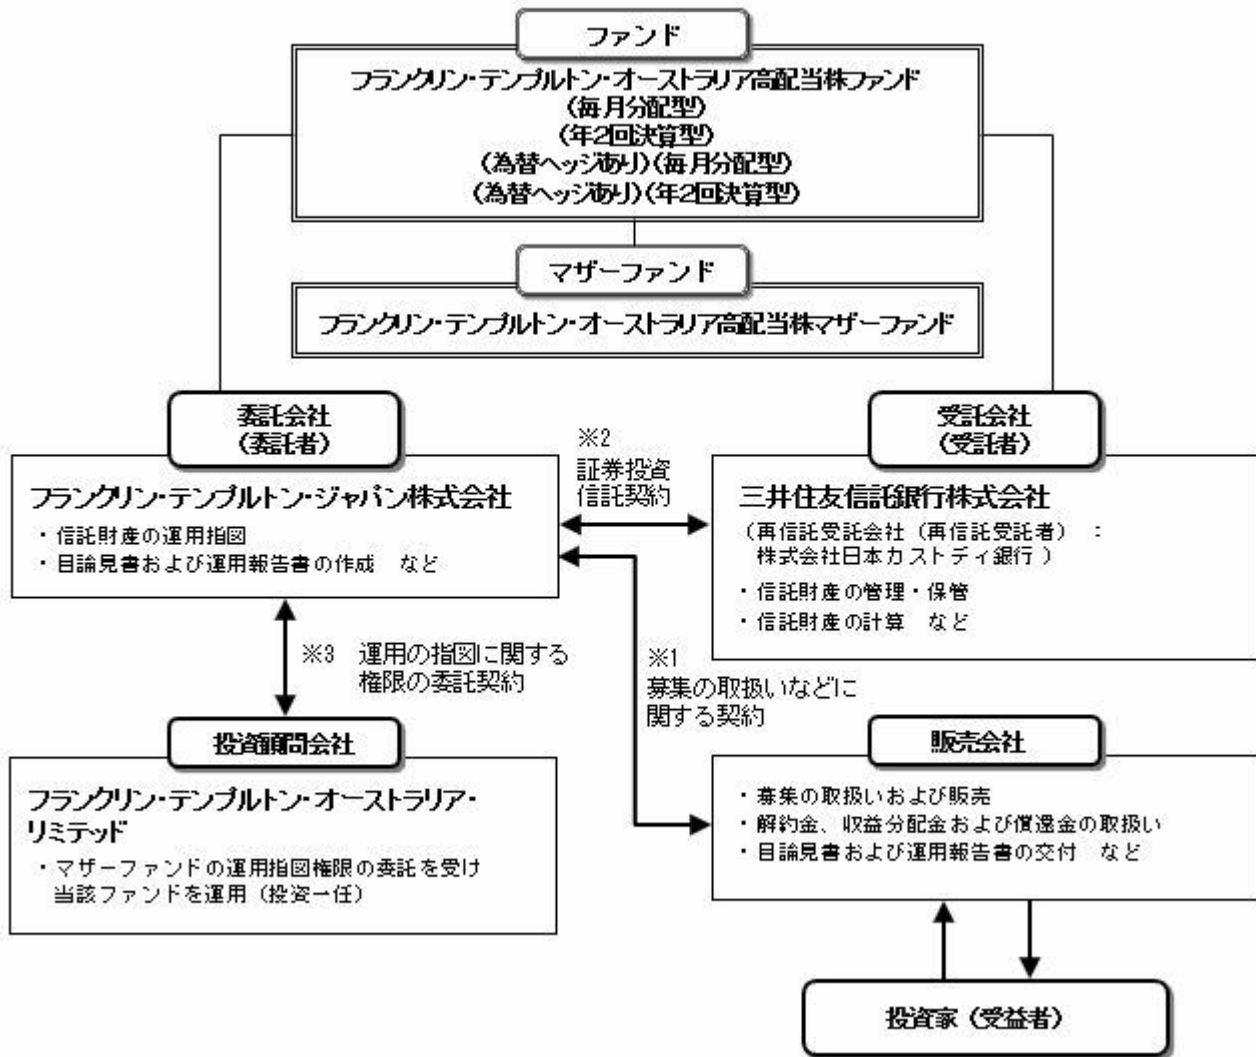 ファンド
フランクリン・テンプルトン・オーストラリア高配当株ファンド
(毎月分配型)
(年2回決算型)
(為替ヘッジあり)(毎月分配型)
(為替ヘッジあり)(年2回決算型)
マザーファンド
フランクリン・テンプルトン・オーストラリア高配当株マザーファンド
委託会社
(委託者)
フランクリン・テンプルトン・ジャパン株式会社
・信託財産の運用指図
・目論見書および運用報告書の作成　など
※2
証券投資
信託契約
受託会社
(受託者)
三井住友信託銀行株式会社
（再信託受託会社（再信託受託者）：
株式会社日本カストディ銀行）
・信託財産の管理・保管
・信託財産の計算　など
※3　運用の指図に関する
権限の委託契約
※1
募集の取扱いなどに
関する契約
投資顧問会社
フランクリン・テンプルトン・オーストラリア・
リミテッド
・マザーファンドの運用指図権限の委託を受け
当該ファンドを運用（投資一任）
販売会社
・募集の取扱いおよび販売
・解約金、収益分配金および償還金の取扱い
・目論見書および運用報告書の交付　など
投資家（受益者）